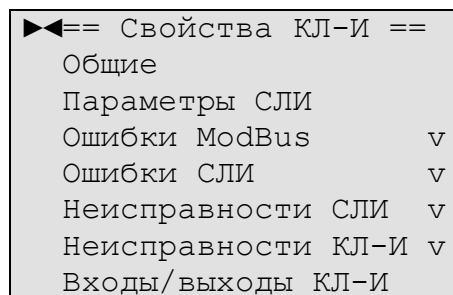 ►◄== Свойства КЛ-И ==
Общие
Параметры СЛИ
Ошибки ModBus v
Ошибки СЛИ v
Неисправности СЛИ v
Неисправности КЛ-И v
Входы/выходы КЛ-И